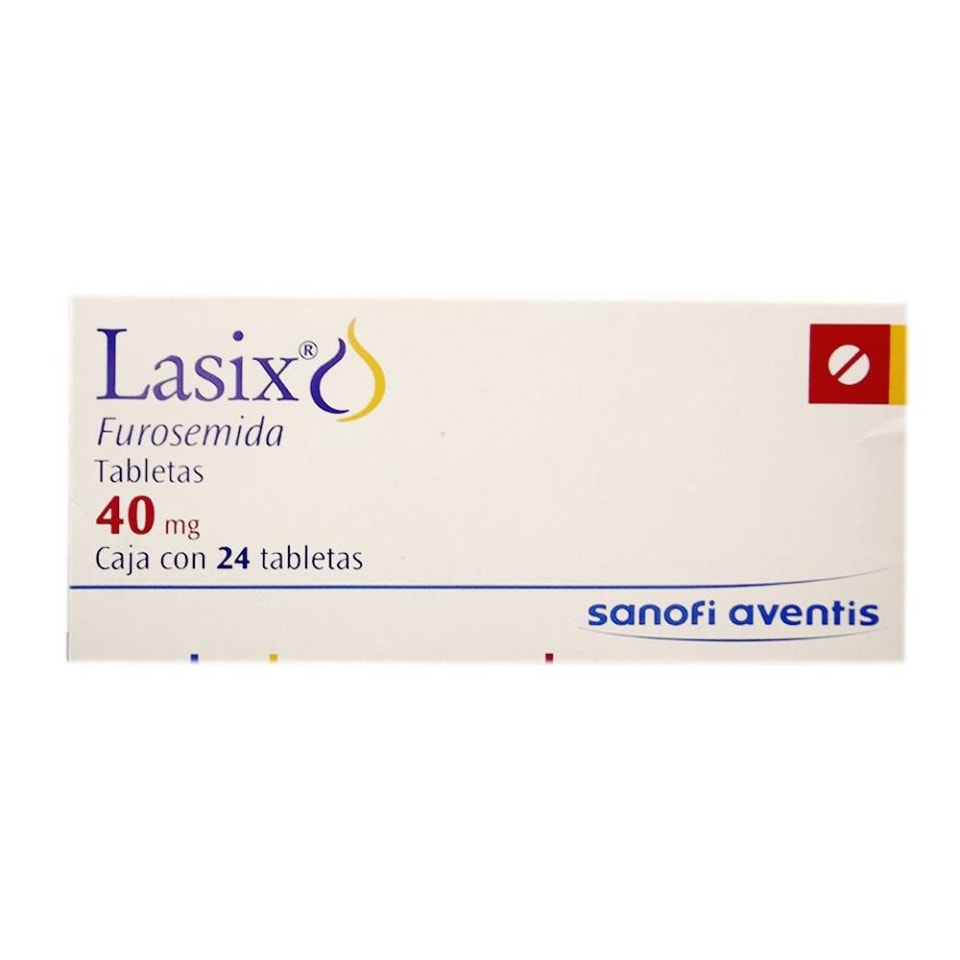 Lasix®
Furosemida
Tabletas
40 mg
Caja con 24 tabletas
sanofi aventis